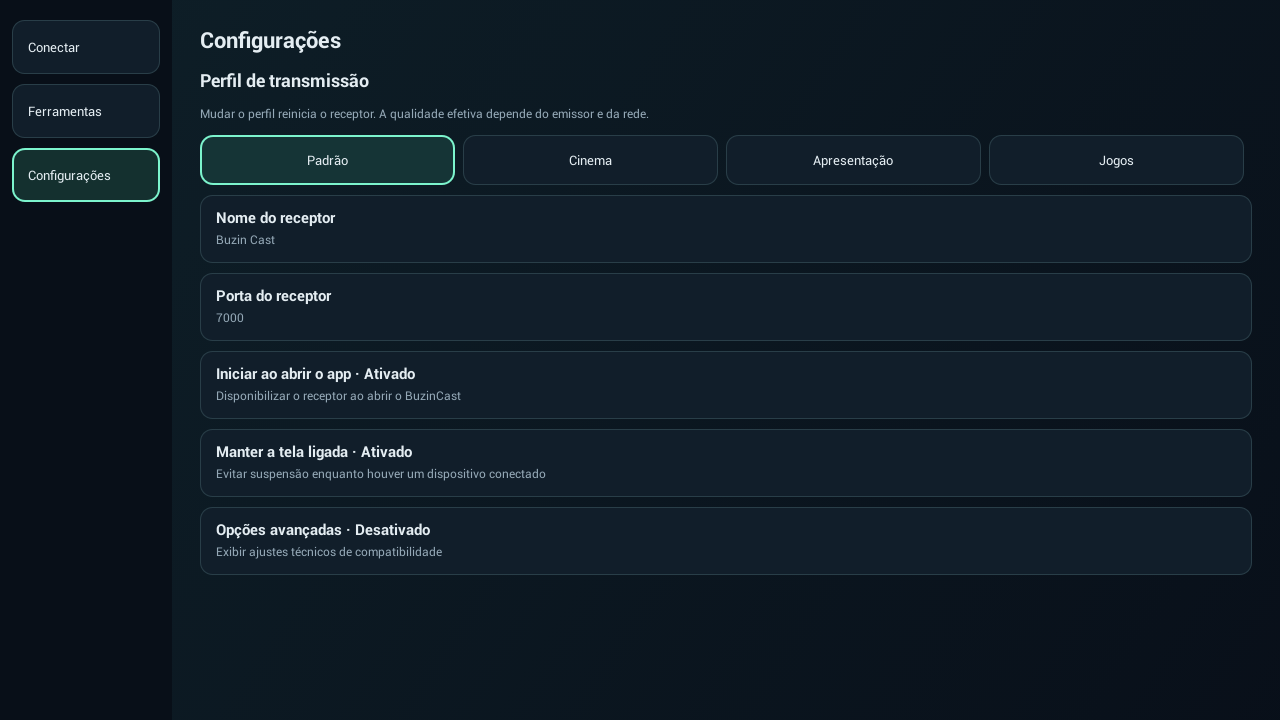 Conectar
Ferramentas
Configurações
Configurações
Perfil de transmissão
Mudar o perfil reinicia o receptor. A qualidade efetiva depende do emissor e da rede.
Padrão
Cinema
Apresentação
Jogos
Nome do receptor
Buzin Cast
Porta do receptor
7000
Iniciar ao abrir o app · Ativado
Disponibilizar o receptor ao abrir o BuzinCast
Manter a tela ligada · Ativado
Evitar suspensão enquanto houver um dispositivo conectado
Opções avançadas · Desativado
Exibir ajustes técnicos de compatibilidade